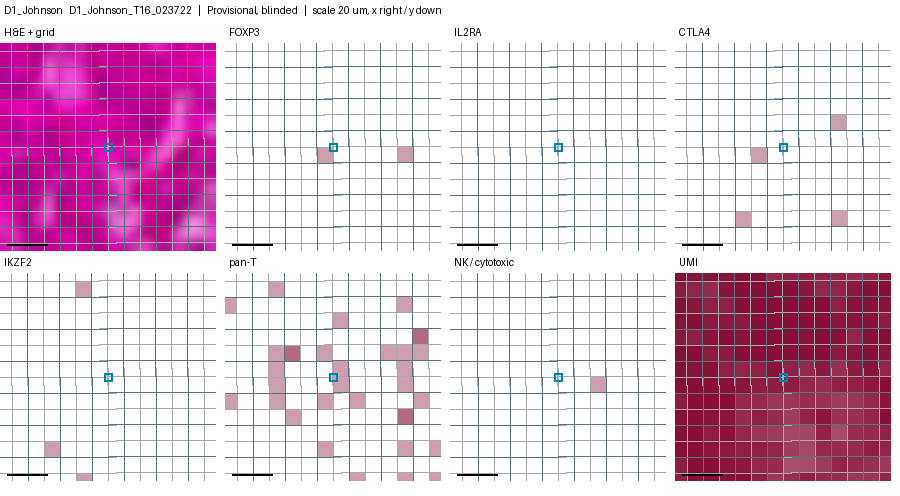 D1_Johnson D1_Johnson_T16_023722 | Provisional, blinded | scale 20 um, x right / y down
H&E + grid
FOXP3
IL2RA
CTLA4
IKZF2
pan-T
NK / cytotoxic
UMI